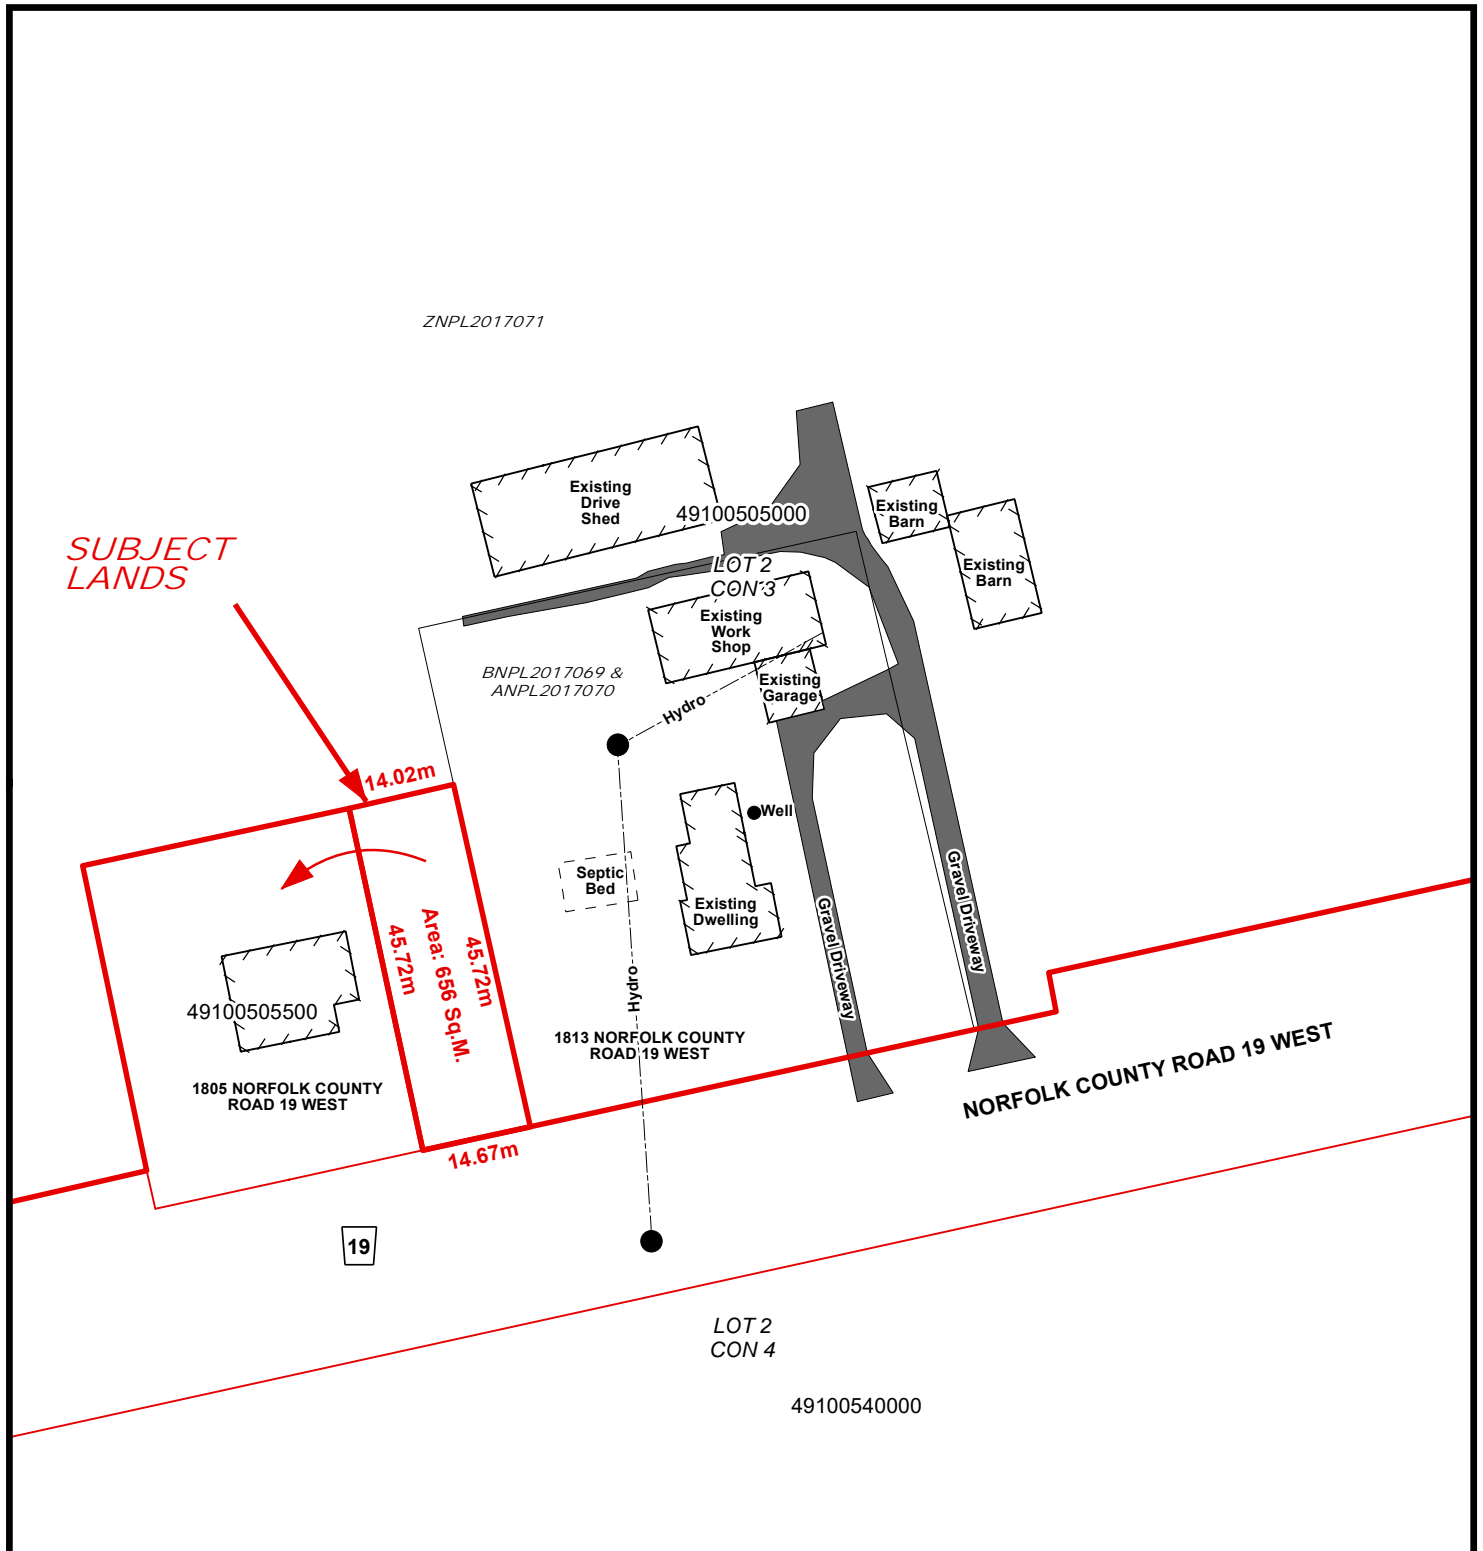 ZNPL2017071
Existing
Drive
Shed
49100505000
Existing
Barn
Existing
Barn
SUBJECT
LANDS
LOT 2
CON 3
Existing
Work
Shop
BNPL2017069 &
ANPL2017070
Existing
Garage
Hydro
14.02m
Well
Septic
Bed
Existing
Dwelling
Gravel Driveway
Gravel Driveway
45.72m
Area: 656 Sq.M.
45.72m
Hydro
49100505500
1813 NORFOLK COUNTY
ROAD 19 WEST
1805 NORFOLK COUNTY
ROAD 19 WEST
NORFOLK COUNTY ROAD 19 WEST
14.67m
19
LOT 2
CON 4
49100540000